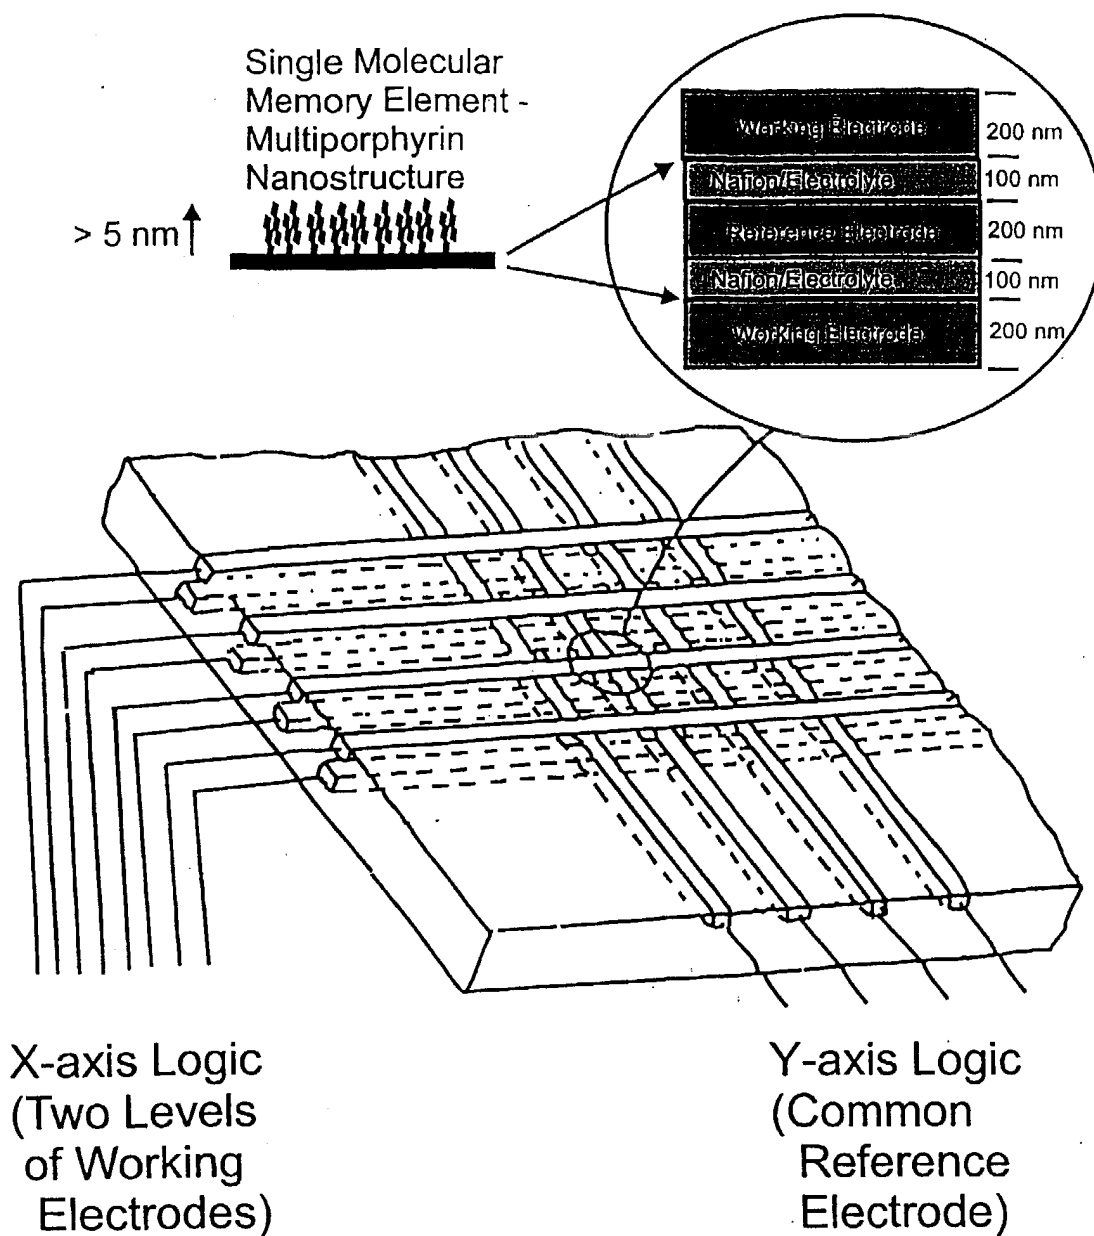 Single Molecular
Memory Element -
Multiporphyrin
Nanostructure
> 5 nm
Working Electrode
200 nm
Nafion/Electrolyte
100 nm
Reference Electrode
200 nm
Nafion/Electrolyte
100 nm
Working Electrode
200 nm
X-axis Logic
(Two Levels
of Working
Electrodes)
Y-axis Logic
(Common
Reference
Electrode)